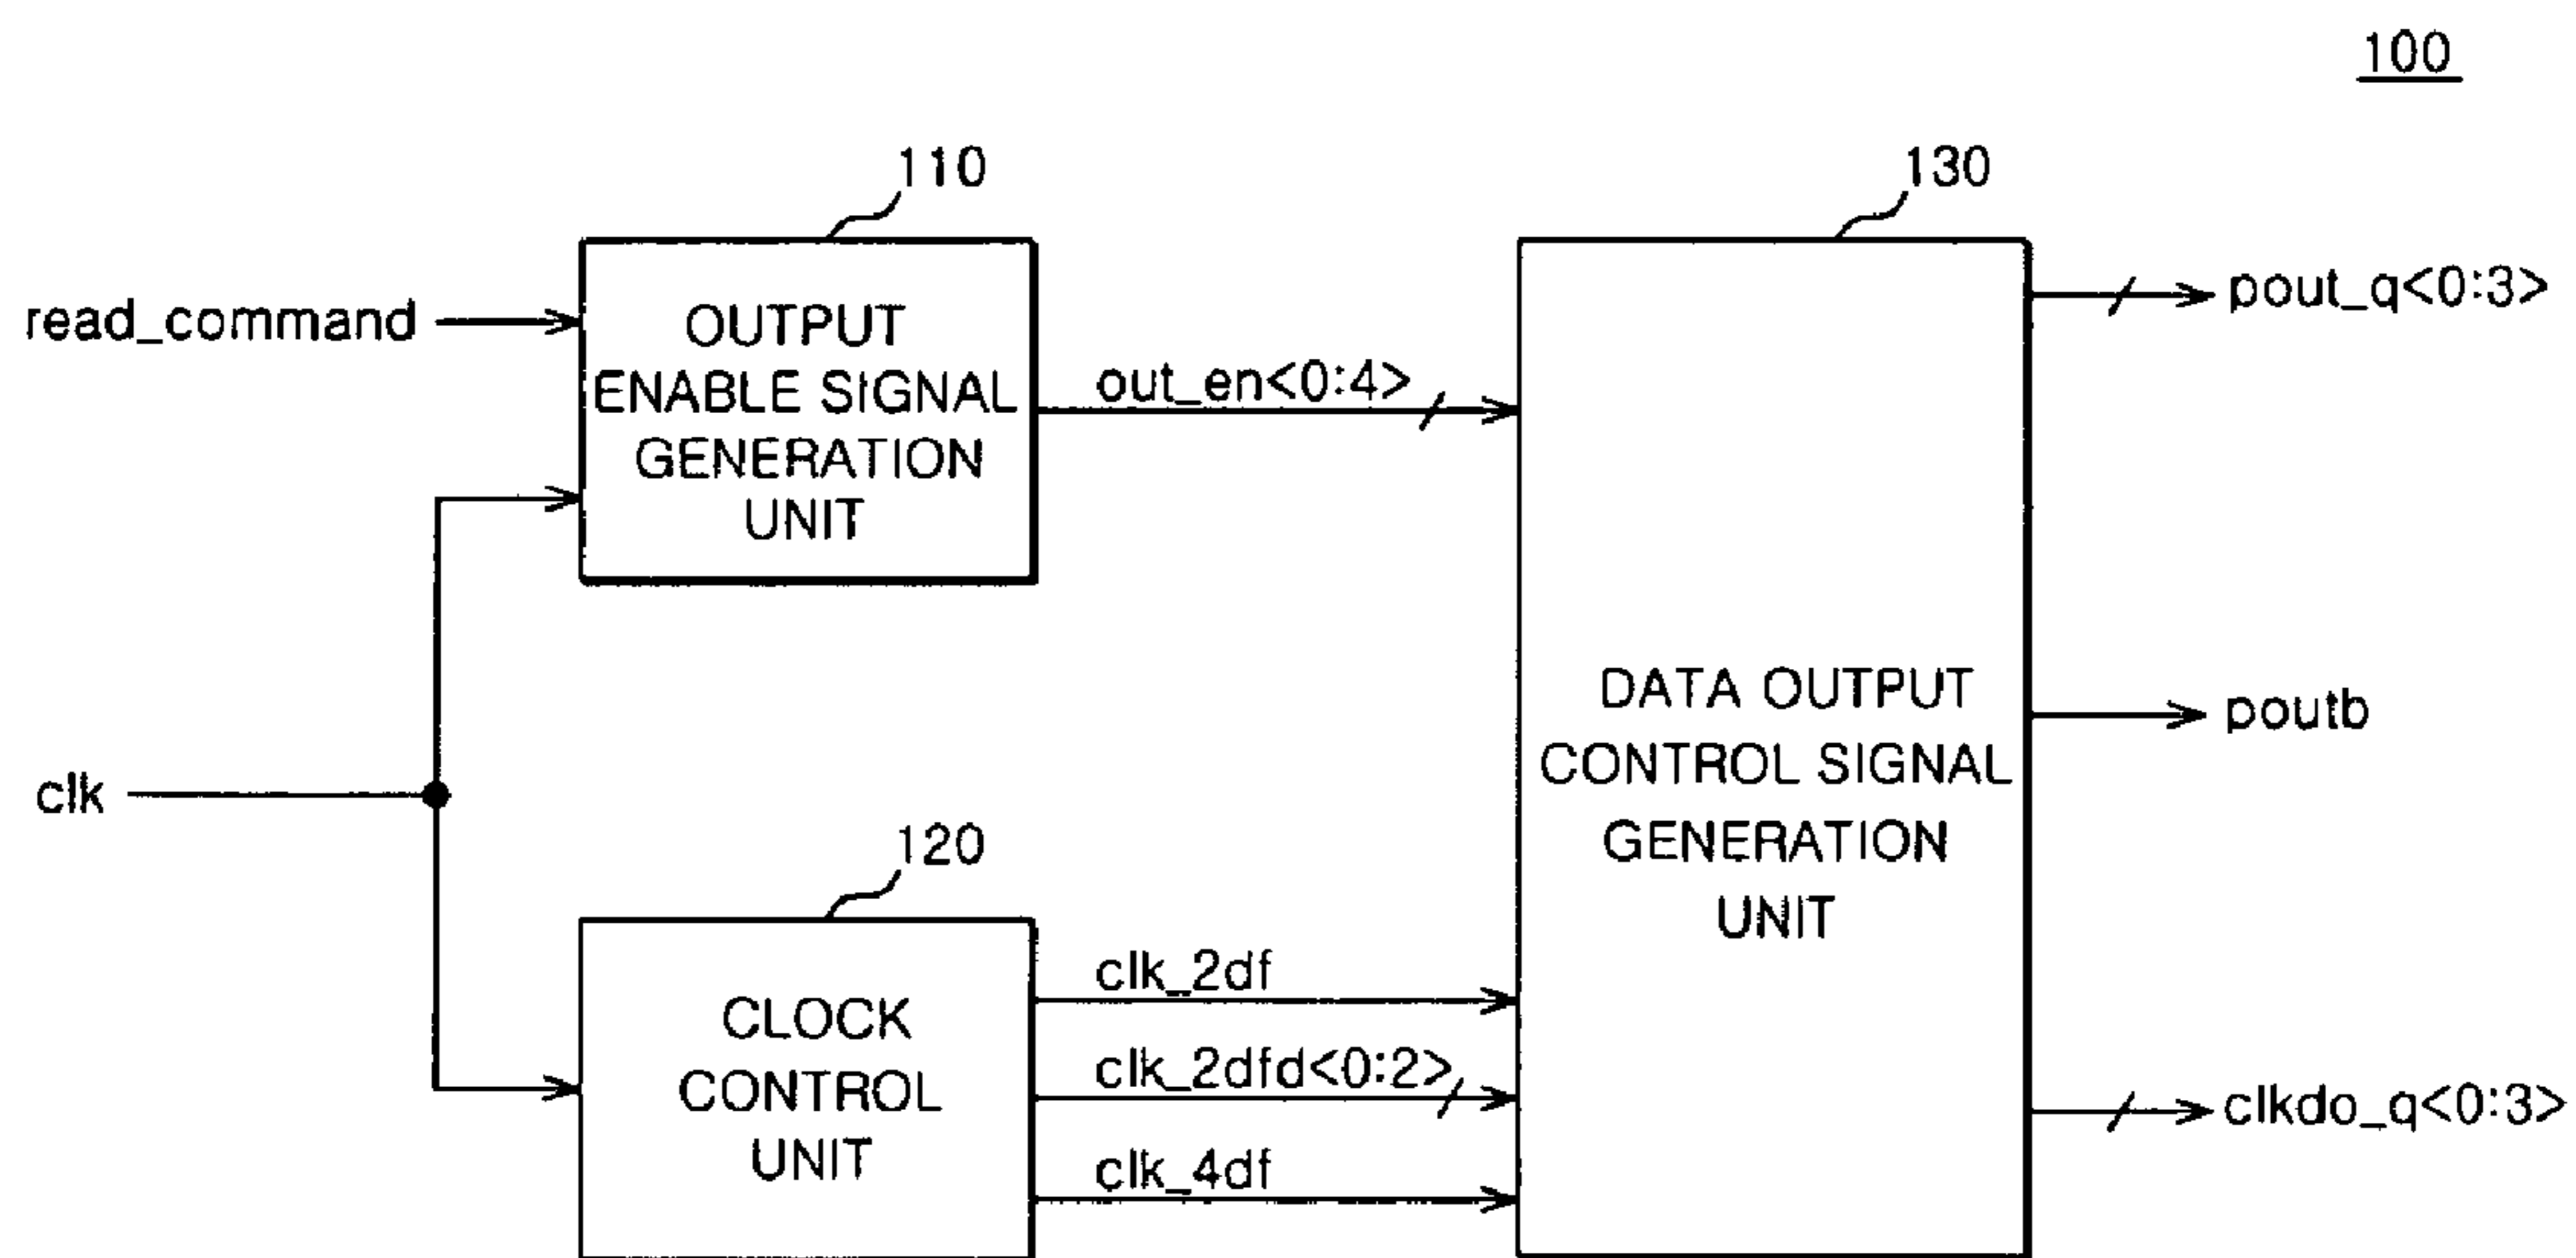 100
110
130
read_command
OUTPUT
ENABLE SIGNAL
GENERATION
UNIT
out_en<0:4>
pout_q<0:3>
DATA OUTPUT
CONTROL SIGNAL
GENERATION
UNIT
poutb
clk
120
CLOCK
CONTROL
UNIT
clk_2df
clk_2dfd<0:2>
clk_4df
clkdo_q<0:3>